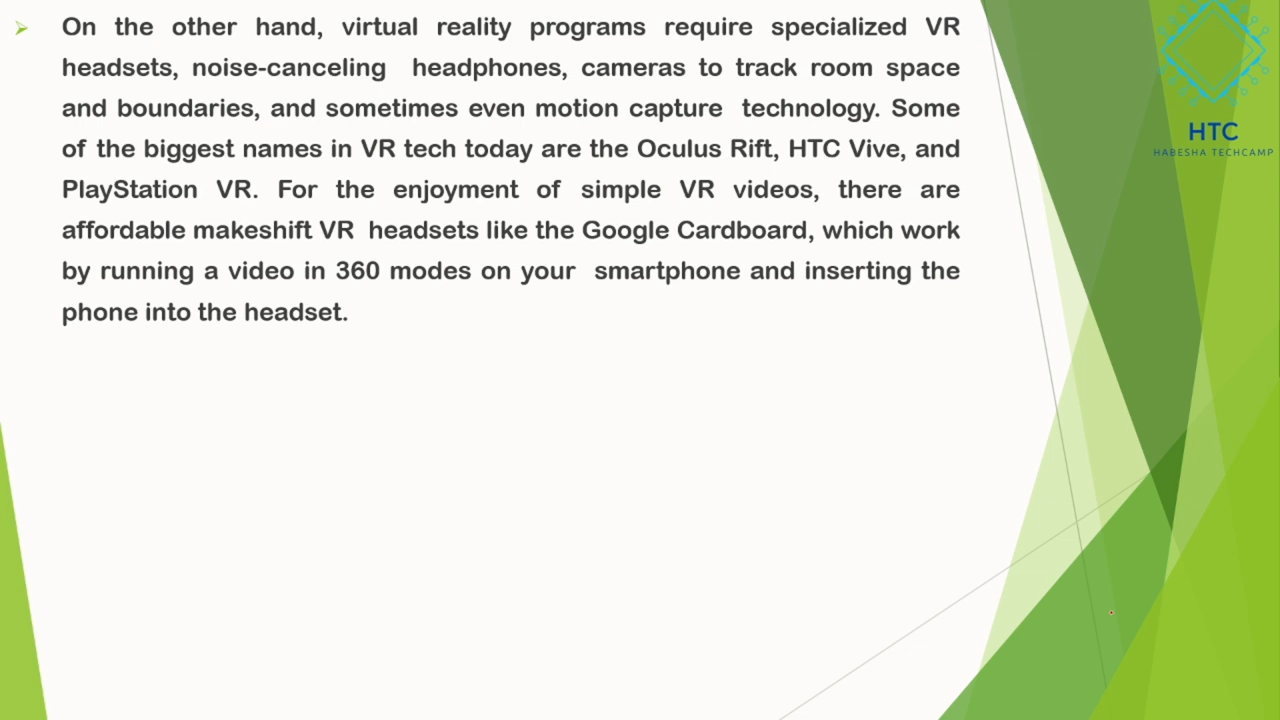 On the other hand, virtual reality programs require specialized VR
headsets, noise-canceling headphones, cameras to track room space
and boundaries, and sometimes even motion capture technology. Some
of the biggest names in VR tech today are the Oculus Rift, HTC Vive, and
PlayStation VR. For the enjoyment of simple VR videos, there are
affordable makeshift VR headsets like the Google Cardboard, which work
by running a video in 360 modes on your smartphone and inserting the
phone into the headset.
HTC
HABESHA TECHCAMP